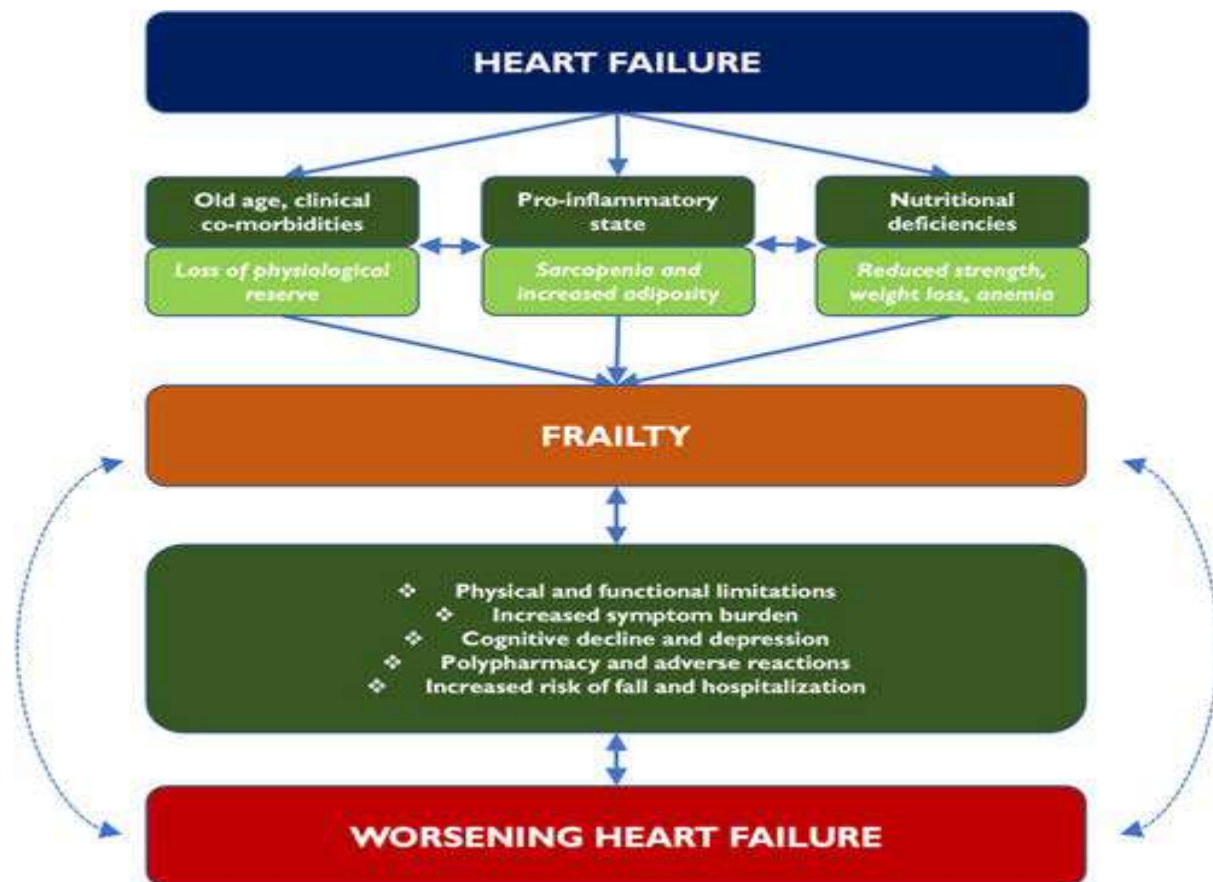 HEART FAILURE
Old age, clinical
co-morbidities
Loss of physiological
reserve
Pro-inflammatory
state
Sarcopenia and
increased adiposity
Nutritional
deficiencies
Reduced strength,
weight loss, anemia
FRAILTY
❖ Physical and functional limitations
❖ Increased symptom burden
❖ Cognitive decline and depression
❖ Polypharmacy and adverse reactions
❖ Increased risk of fall and hospitalization
WORSENING HEART FAILURE